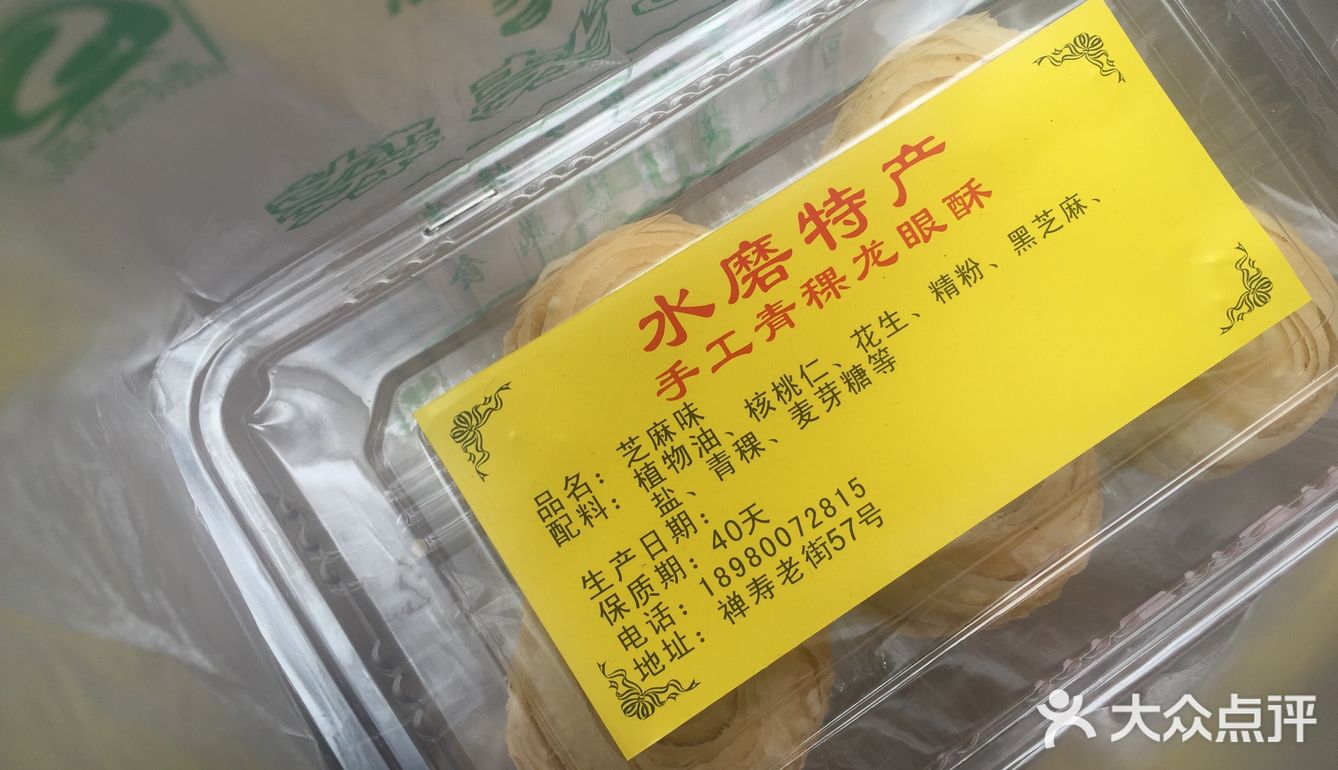 水磨特产
手工青稞龙眼酥
品名：芝麻味
配料：植物油、核桃仁、花生、精粉、黑芝麻、
盐、青稞、麦芽糖等
生产日期：
保质期：40天
电话：18980072815
地址：禅寿老街57号
大众点评